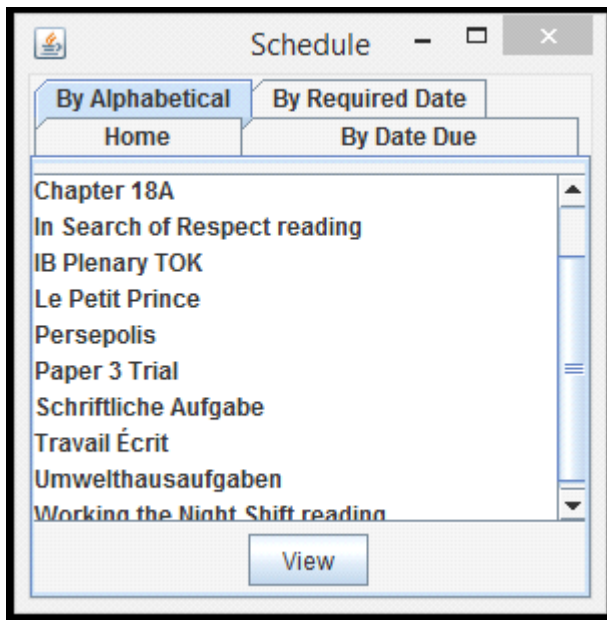 Schedule
By Alphabetical By Required Date
Home By Date Due
Chapter 18A
In Search of Respect reading
IB Plenary TOK
Le Petit Prince
Persepolis
Paper 3 Trial
Schriftliche Aufgabe
Travail Écrit
Umwelthausaufgaben
Working the Night Shift reading
View